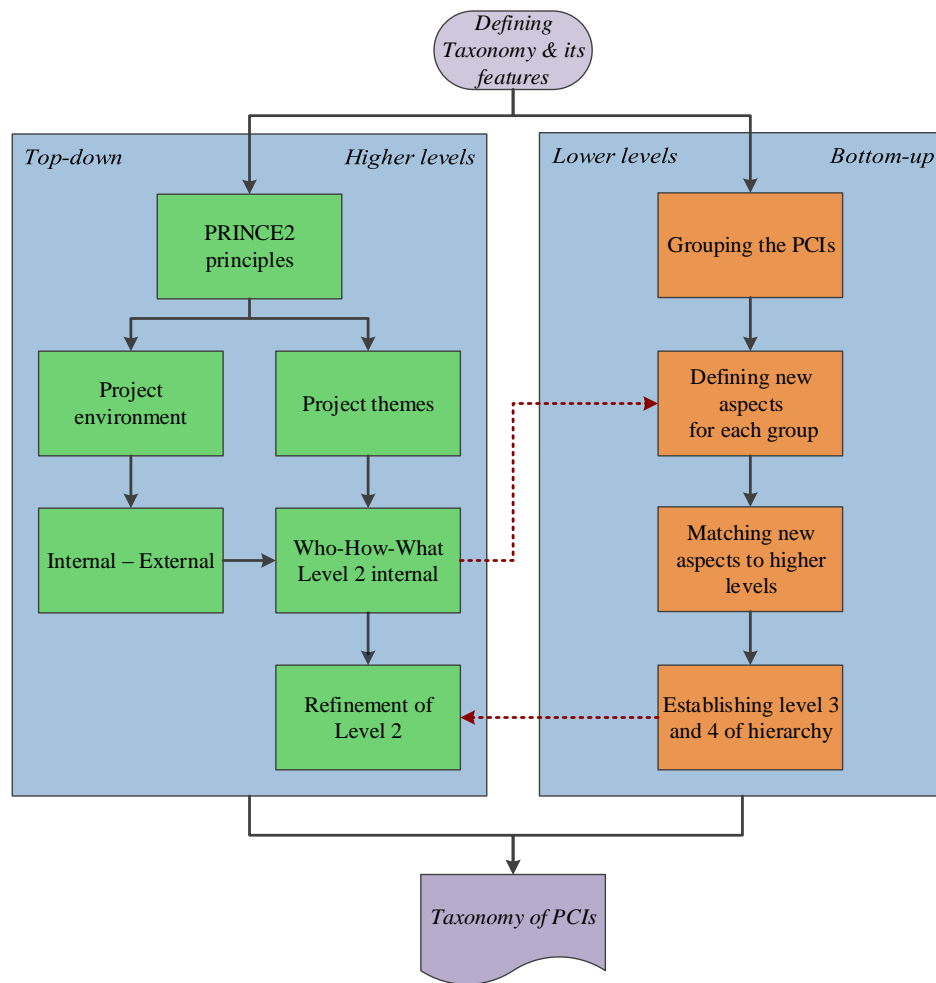 Defining
Taxonomy & its
features
Top-down
Higher levels
Lower levels
Bottom-up
PRINCE2
principles
Grouping the PCIs
Project
environment
Project themes
Defining new
aspects
for each group
Internal – External
Who-How-What
Level 2 internal
Matching new
aspects to higher
levels
Refinement of
Level 2
Establishing level 3
and 4 of hierarchy
Taxonomy of PCIs